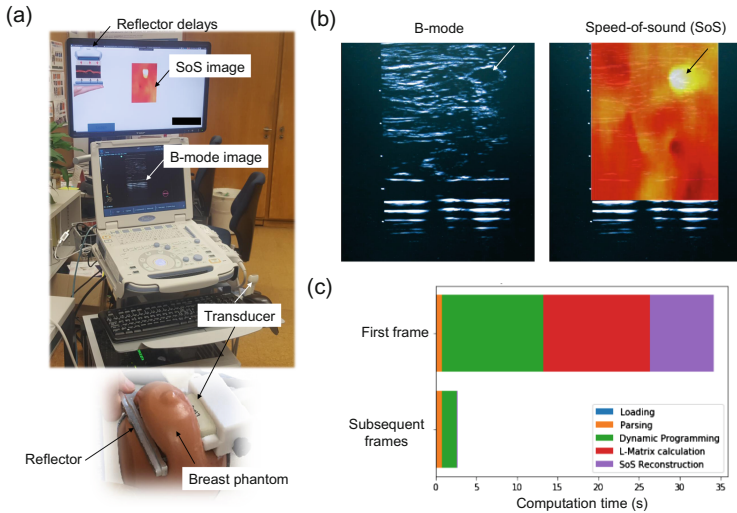 (a)
Reflector delays
SoS image
B-mode image
Transducer
Reflector
Breast phantom
(b)
B-mode
Speed-of-sound (SoS)
(c)
First frame
Subsequent
frames
Loading
Parsing
Dynamic Programming
L-Matrix calculation
SoS Reconstruction
0 5 10 15 20 25 30 35
Computation time (s)